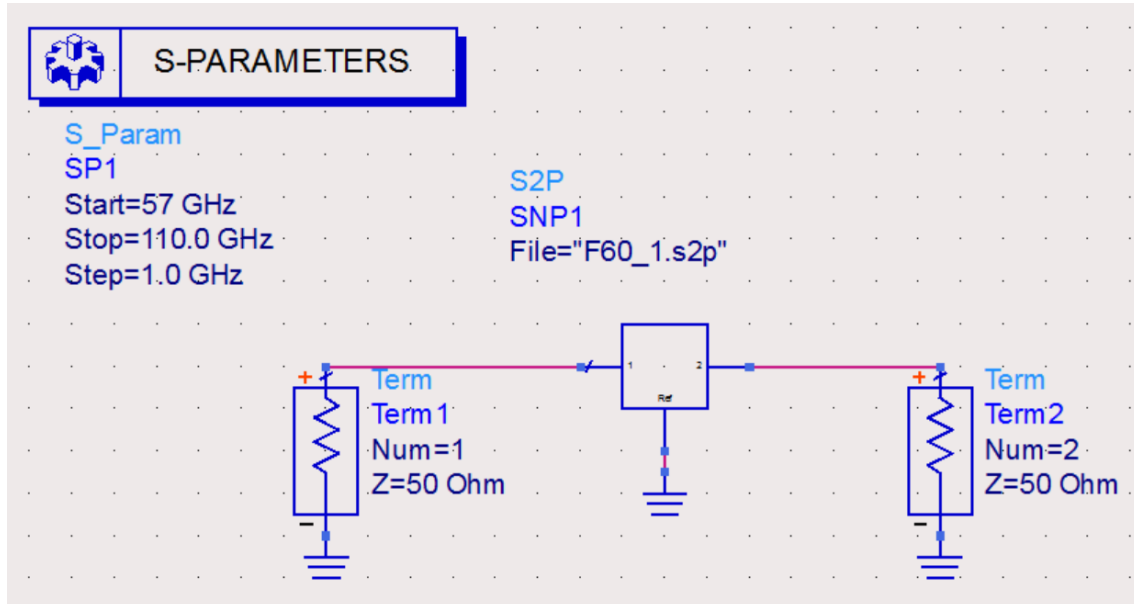 S-PARAMETERS
S_Param
SP1
Start=57 GHz
Stop=110.0 GHz
Step=1.0 GHz
S2P
SNP1
File="F60_1.s2p"
1
2
Ref
+
Term
Term1
Num=1
Z=50 Ohm
−
+
Term
Term2
Num=2
Z=50 Ohm
−